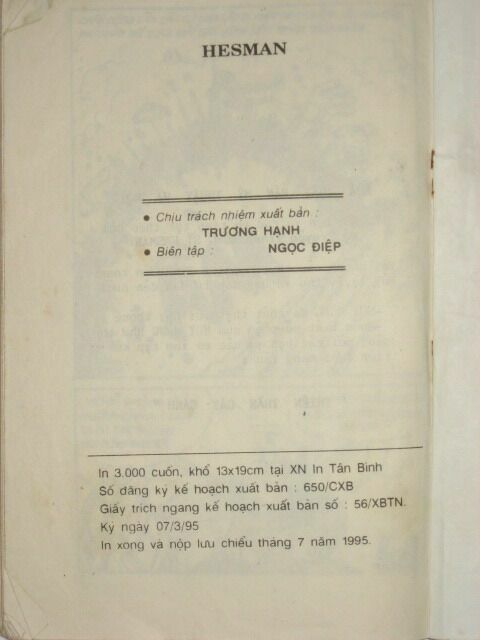 HESMAN
• Chịu trách nhiệm xuất bản :
TRƯƠNG HẠNH
• Biên tập : NGỌC ĐIỆP
In 3.000 cuốn, khổ 13x19cm tại XN In Tân Bình
Số đăng ký kế hoạch xuất bản : 650/CXB
Giấy trích ngang kế hoạch xuất bản số : 56/XBTN.
Ký ngày 07/3/95
In xong và nộp lưu chiểu tháng 7 năm 1995.